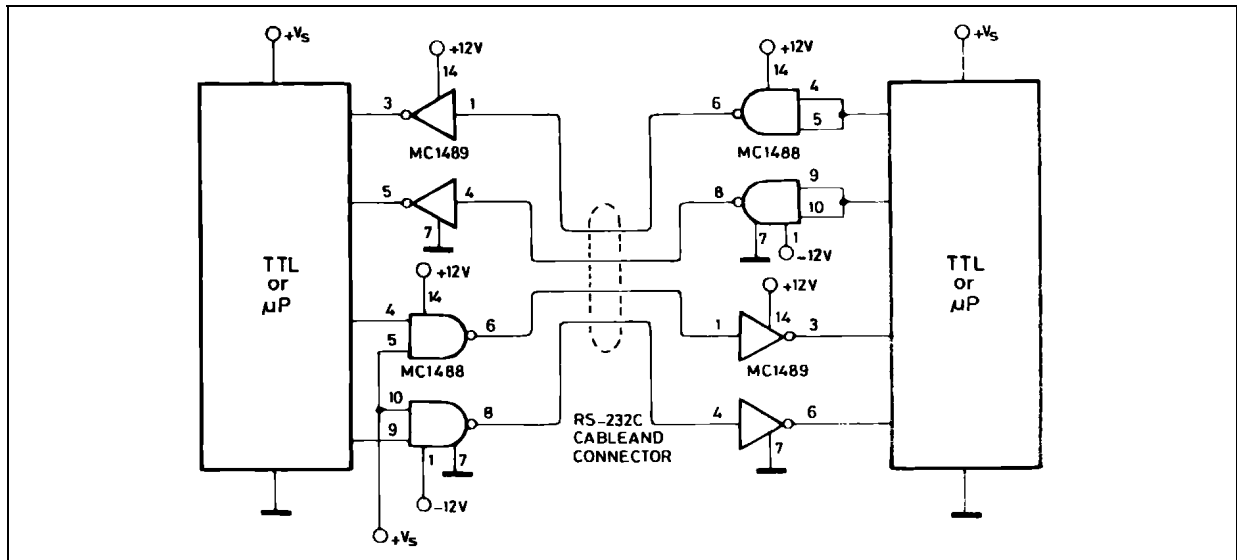 +Vs
+12V
14
3
1
MC1489
5
4
7
TTL
or
µP
+12V
14
4
5
6
MC1488
10
9
8
1
7
-12V
+Vs
RS-232C
CABLEAND
CONNECTOR
+12V
14
6
4
5
MC1488
8
9
10
7
1
-12V
+12V
14
1
3
MC1489
4
6
7
+Vs
TTL
or
µP